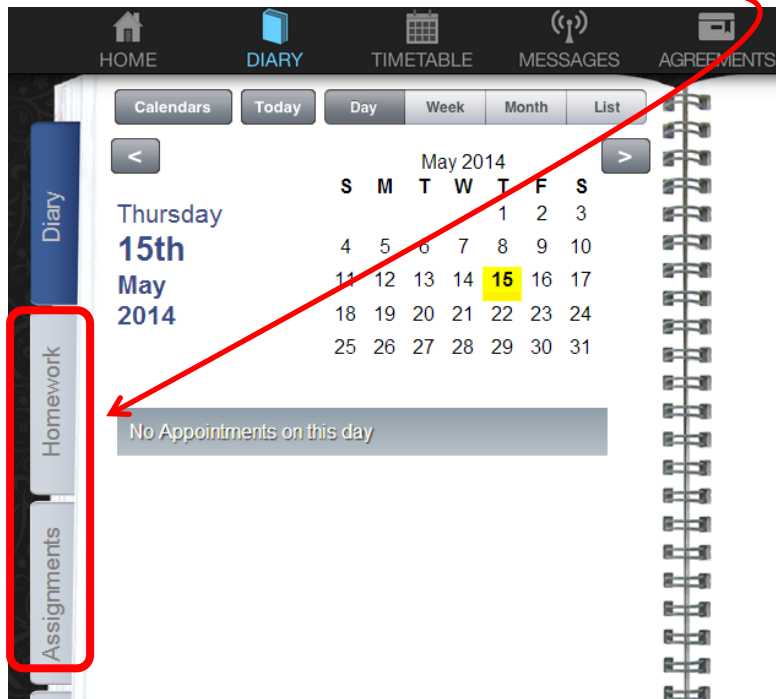 HOME DIARY TIMETABLE MESSAGES AGREEMENTS
Calendars Today Day Week Month List
< May 2014 >
S M T W T F S
Thursday 1 2 3
15th 4 5 6 7 8 9 10
May 11 12 13 14 15 16 17
2014 18 19 20 21 22 23 24
25 26 27 28 29 30 31
No Appointments on this day
Diary
Homework
Assignments